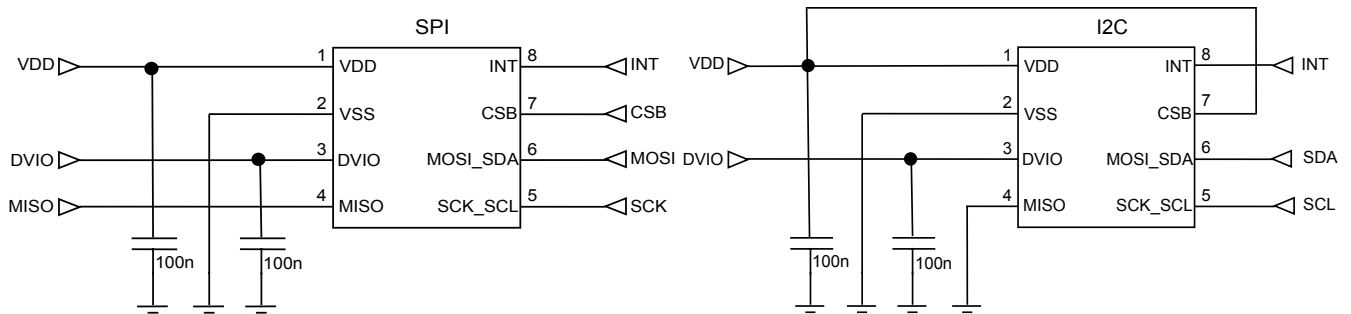 SPI
VDD
1
VDD
INT
8
INT
2
VSS
CSB
7
CSB
DVIO
3
DVIO
MOSI_SDA
6
MOSI
MISO
4
MISO
SCK_SCL
5
SCK
100n
100n
I2C
VDD
1
VDD
INT
8
INT
2
VSS
CSB
7
DVIO
3
DVIO
MOSI_SDA
6
SDA
4
MISO
SCK_SCL
5
SCL
100n
100n